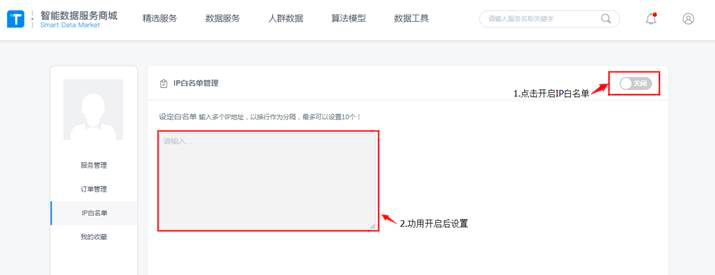 智能数据服务商城
Smart Data Market
精选服务
数据服务
人群数据
算法模型
数据工具
请输入服务名称关键字
IP白名单管理
关闭
1.点击开启IP白名单
设定白名单 输入多个IP地址，以换行作为分隔，最多可以设置10个！
请输入...
服务管理
订单管理
IP白名单
我的收藏
2.功用开启后设置